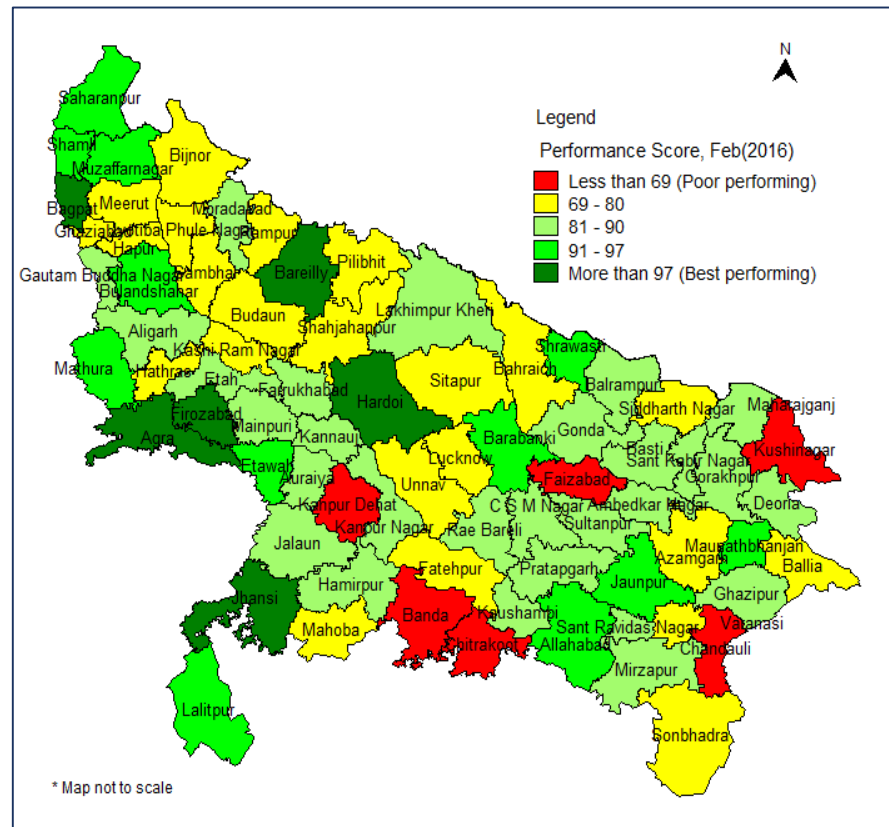 N
Legend
Performance Score, Feb(2016)
Less than 69 (Poor performing)
69 - 80
81 - 90
91 - 97
More than 97 (Best performing)
Saharanpur
Shamli
Muzaffarnagar
Bijnor
Bagpat
Meerut
Moradabad
Ghaziabad
Phule Nagar
Rampur
Hapur
Gautam Buddha Nagar
Sambhal
Bareilly
Pilibhit
Bulandshahar
Budaun
Shahjahanpur
Lakhimpur Kheri
Aligarh
Kashi Ram Nagar
Mathura
Hathras
Etah
Farrukhabad
Hardoi
Sitapur
Bahraich
Shrawasti
Balrampur
Siddharth Nagar
Maharajganj
Agra
Firozabad
Mainpuri
Kannauj
Barabanki
Gonda
Basti
Sant Kabir Nagar
Kushinagar
Gorakhpur
Etawah
Auraiya
Lucknow
Unnav
Faizabad
Deoria
Kanpur Dehat
C S M Nagar
Ambedkar Nagar
Kanpur Nagar
Rae Bareli
Sultanpur
Jalaun
Azamgarh
Maunathbhanjan
Ballia
Hamirpur
Fatehpur
Pratapgarh
Jaunpur
Ghazipur
Jhansi
Mahoba
Banda
Kaushampi
Sant Ravidas Nagar
Varanasi
Chitrakoot
Allahabad
Chandauli
Mirzapur
Lalitpur
Sonbhadra
* Map not to scale